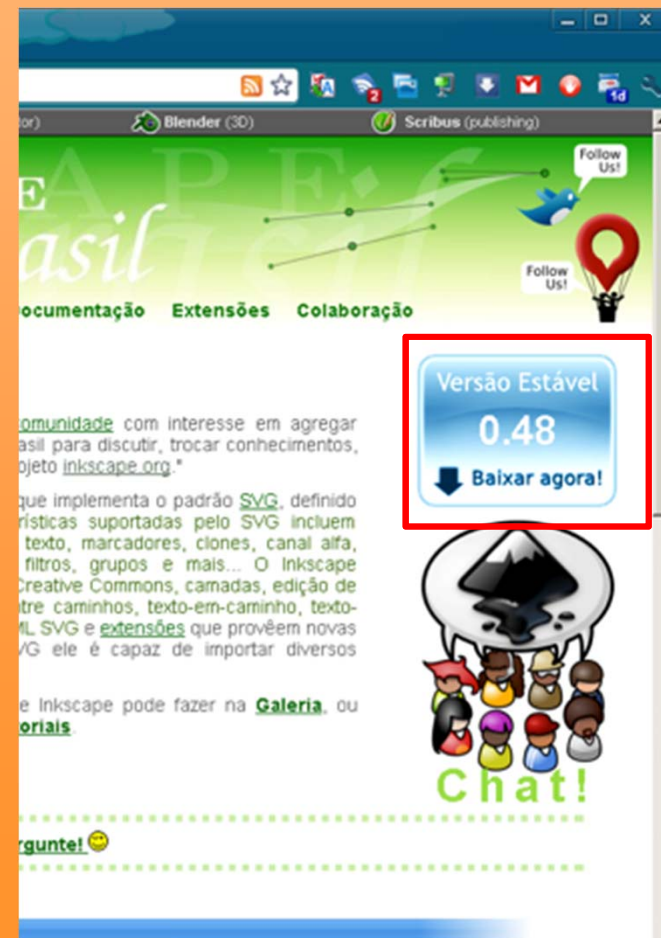 1d
tor) Blender (3D) Scribus (publishing)
Follow Us!
APE
E
asil
Follow Us!
ocumentação Extensões Colaboração
Versão Estável
0.48
Baixar agora!
omunidade com interesse em agregar
asil para discutir, trocar conhecimentos,
ojeto inkscape.org."
que implementa o padrão SVG, definido
rísticas suportadas pelo SVG incluem
texto, marcadores, clones, canal alfa,
filtros, grupos e mais... O Inkscape
Creative Commons, camadas, edição de
tre caminhos, texto-em-caminho, texto-
ML SVG e extensões que provêem novas
VG ele é capaz de importar diversos
e Inkscape pode fazer na Galeria, ou
oriais.
Chat!
rgunte!